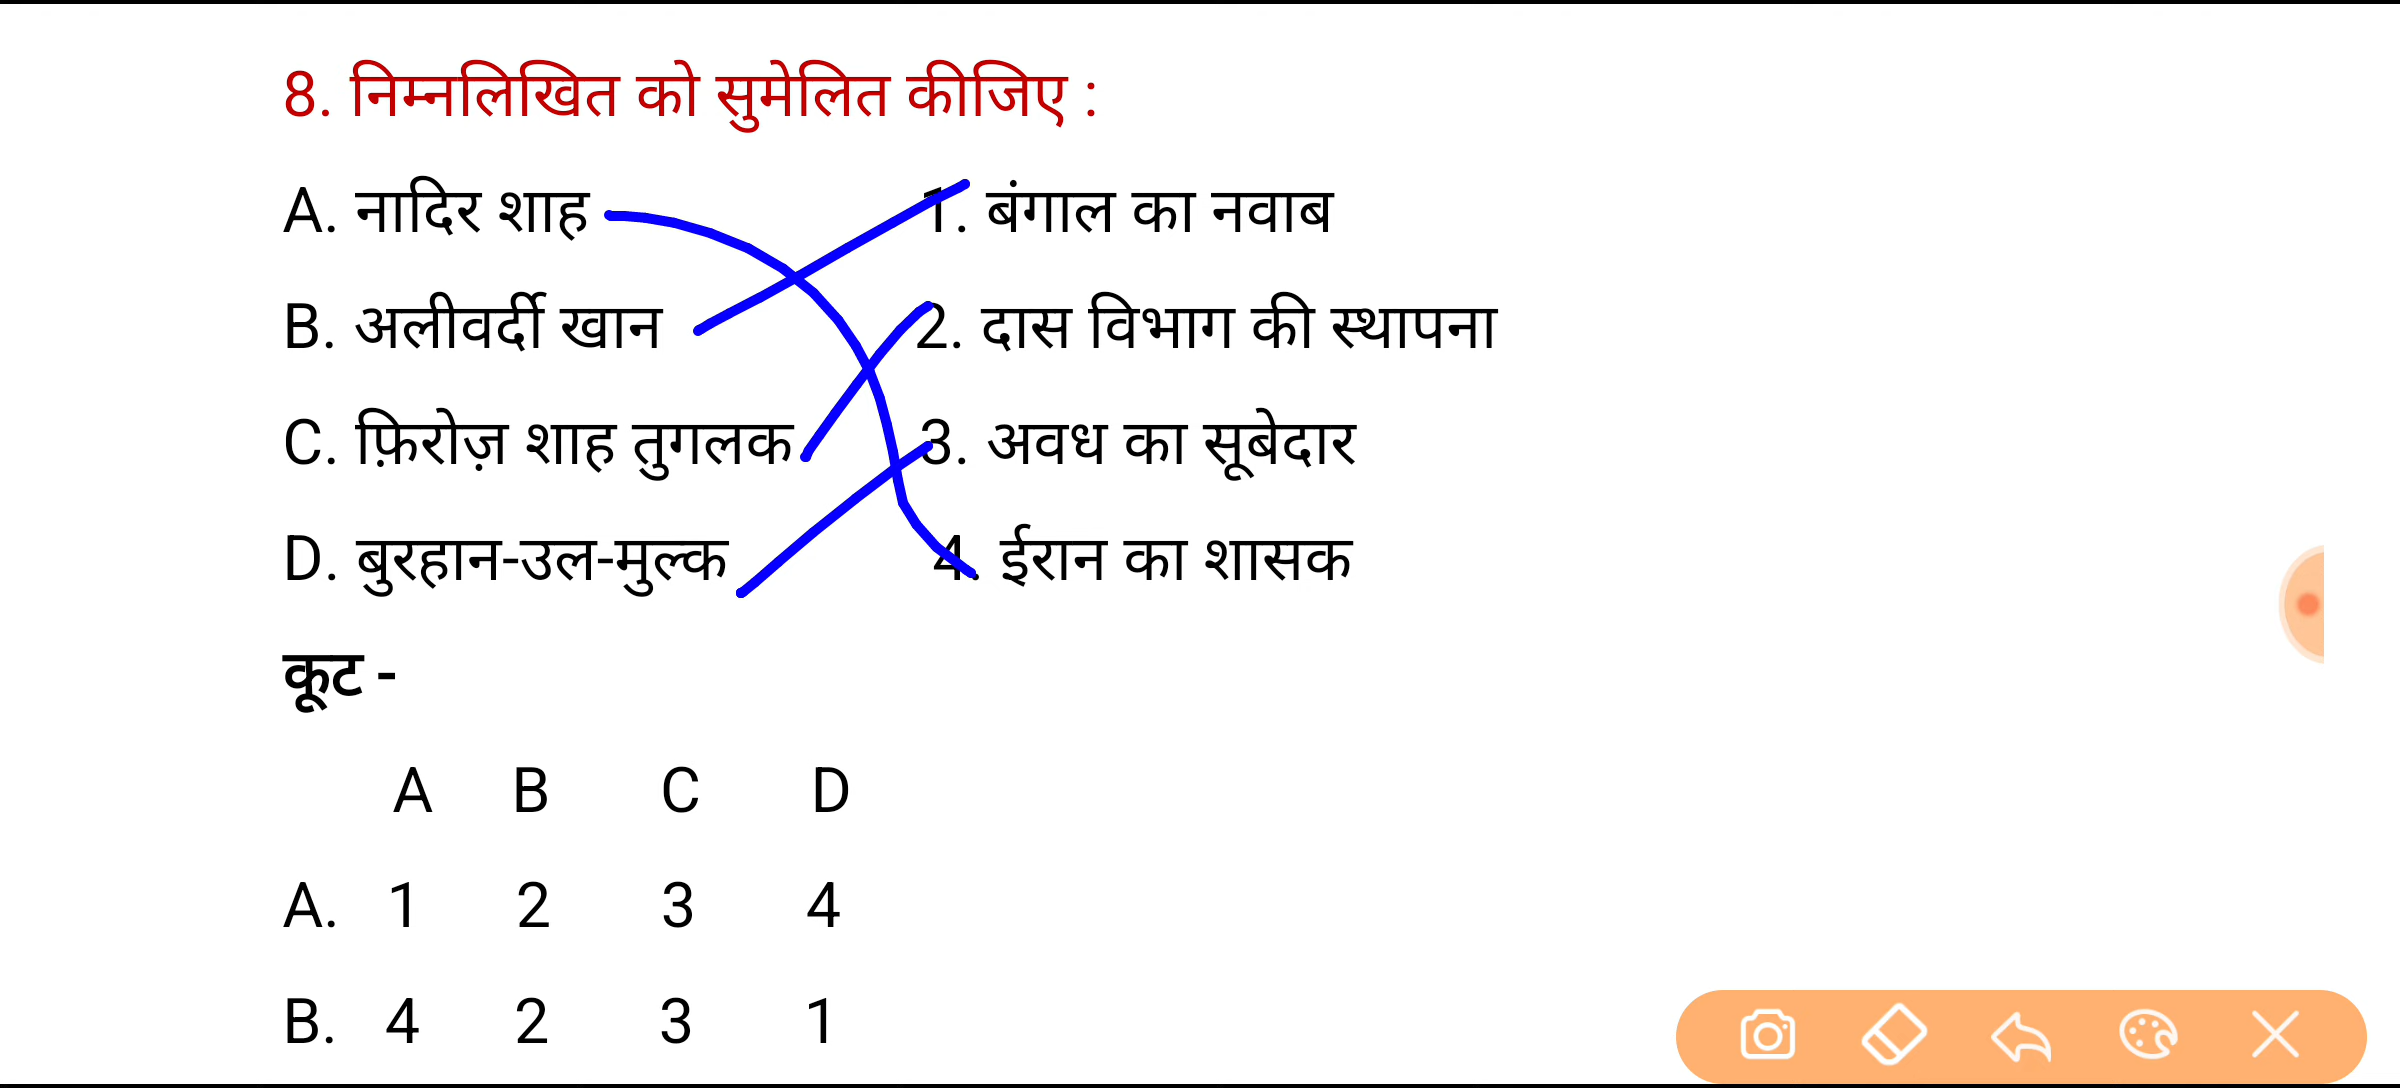 8. निम्नलिखित को सुमेलित कीजिए :
A. नादिर शाह 1. बंगाल का नवाब
B. अलीवर्दी खान 2. दास विभाग की स्थापना
C. फ़िरोज़ शाह तुगलक 3. अवध का सूबेदार
D. बुरहान-उल-मुल्क 4. ईरान का शासक
कूट -
A B C D
A. 1 2 3 4
B. 4 2 3 1